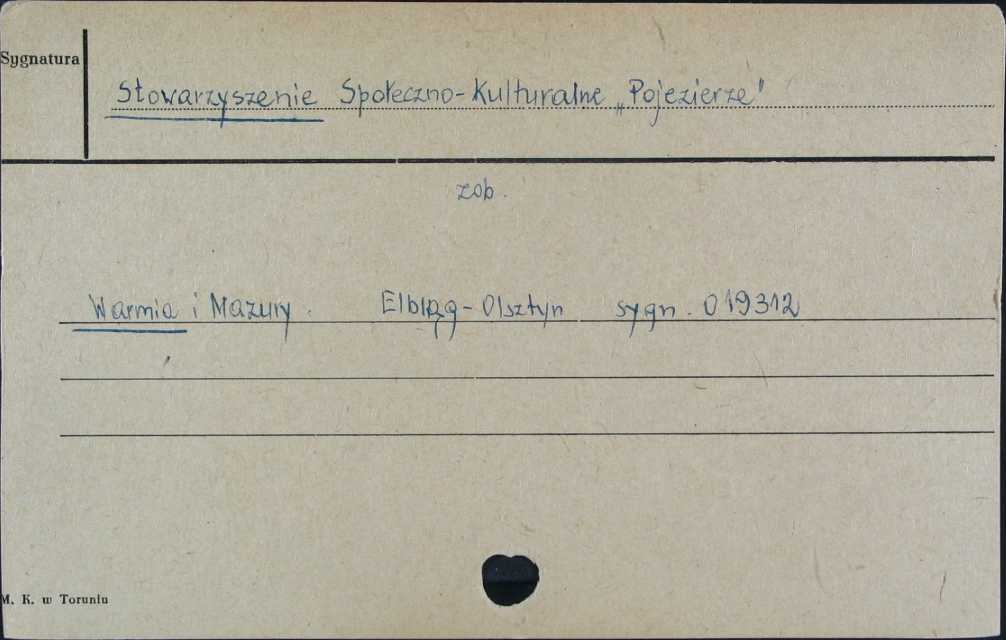 Sygnatura
Stowarzyszenie Społeczno-Kulturalne „Pojezierze"
zob.
Warmia i Mazury. Elbląg-Olsztyn sygn. 019312
M. K. w Toruniu